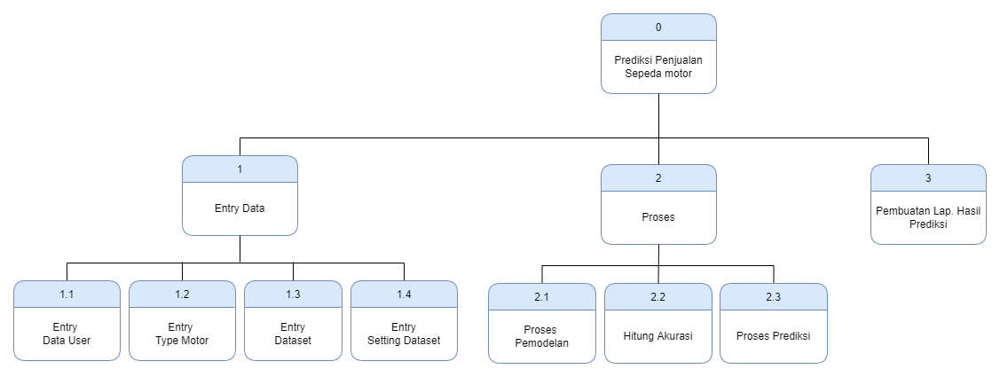 0
Prediksi Penjualan
Sepeda motor
1
Entry Data
2
Proses
3
Pembuatan Lap. Hasil
Prediksi
1.1
Entry
Data User
1.2
Entry
Type Motor
1.3
Entry
Dataset
1.4
Entry
Setting Dataset
2.1
Proses
Pemodelan
2.2
Hitung Akurasi
2.3
Proses Prediksi